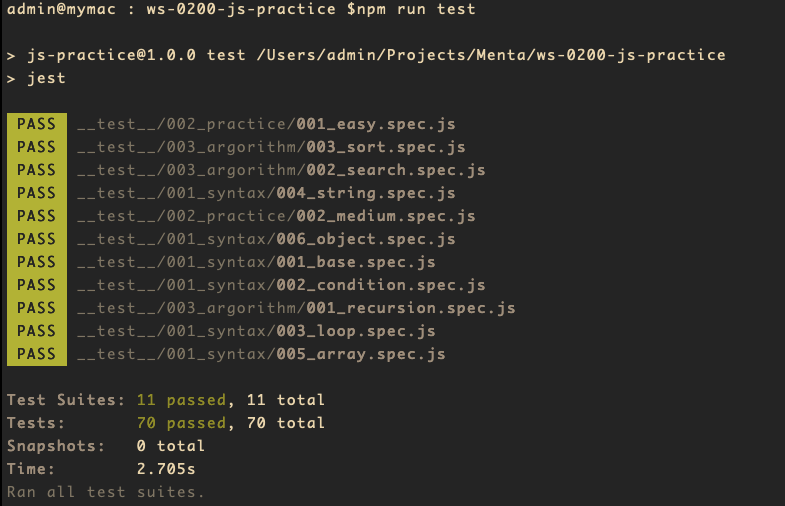 admin@mymac : ws-0200-js-practice $npm run test
> js-practice@1.0.0 test /Users/admin/Projects/Menta/ws-0200-js-practice
> jest
PASS __test__/002_practice/001_easy.spec.js
PASS __test__/003_argorithm/003_sort.spec.js
PASS __test__/003_argorithm/002_search.spec.js
PASS __test__/001_syntax/004_string.spec.js
PASS __test__/002_practice/002_medium.spec.js
PASS __test__/001_syntax/006_object.spec.js
PASS __test__/001_syntax/001_base.spec.js
PASS __test__/001_syntax/002_condition.spec.js
PASS __test__/003_argorithm/001_recursion.spec.js
PASS __test__/001_syntax/003_loop.spec.js
PASS __test__/001_syntax/005_array.spec.js
Test Suites: 11 passed, 11 total
Tests: 70 passed, 70 total
Snapshots: 0 total
Time: 2.705s
Ran all test suites.